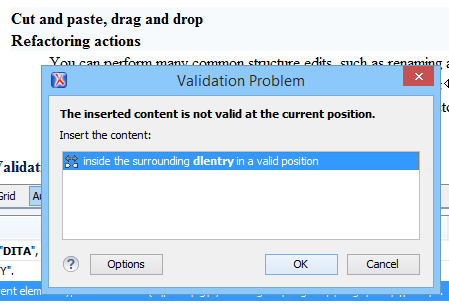 Cut and paste, drag and drop
Refactoring actions
You can perform many common structure edits, such as renaming
Validation Problem
The inserted content is not valid at the current position.
Insert the content:
inside the surrounding dlentry in a valid position
Validat
Grid
"DITA",
Y".
ent
? Options OK Cancel